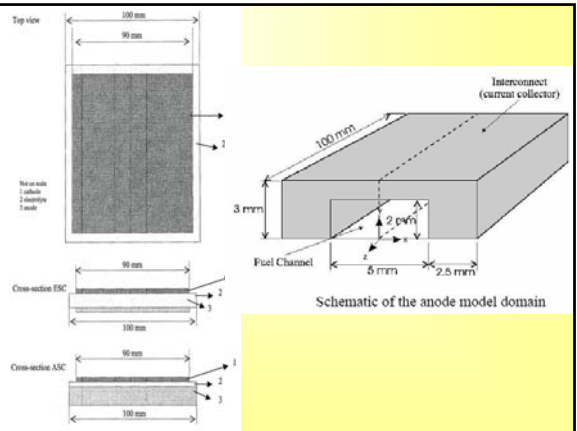 Top view
100 mm
90 mm
2
Not on scale
1 cathode
2 electrolyte
3 anode
Cross-section ESC
90 mm
2
3
100 mm
Cross-section ASC
90 mm
1
2
3
100 mm
Interconnect
(current collector)
100 mm
3 mm
2 mm
x
z
Fuel Channel
5 mm
2.5 mm
Schematic of the anode model domain